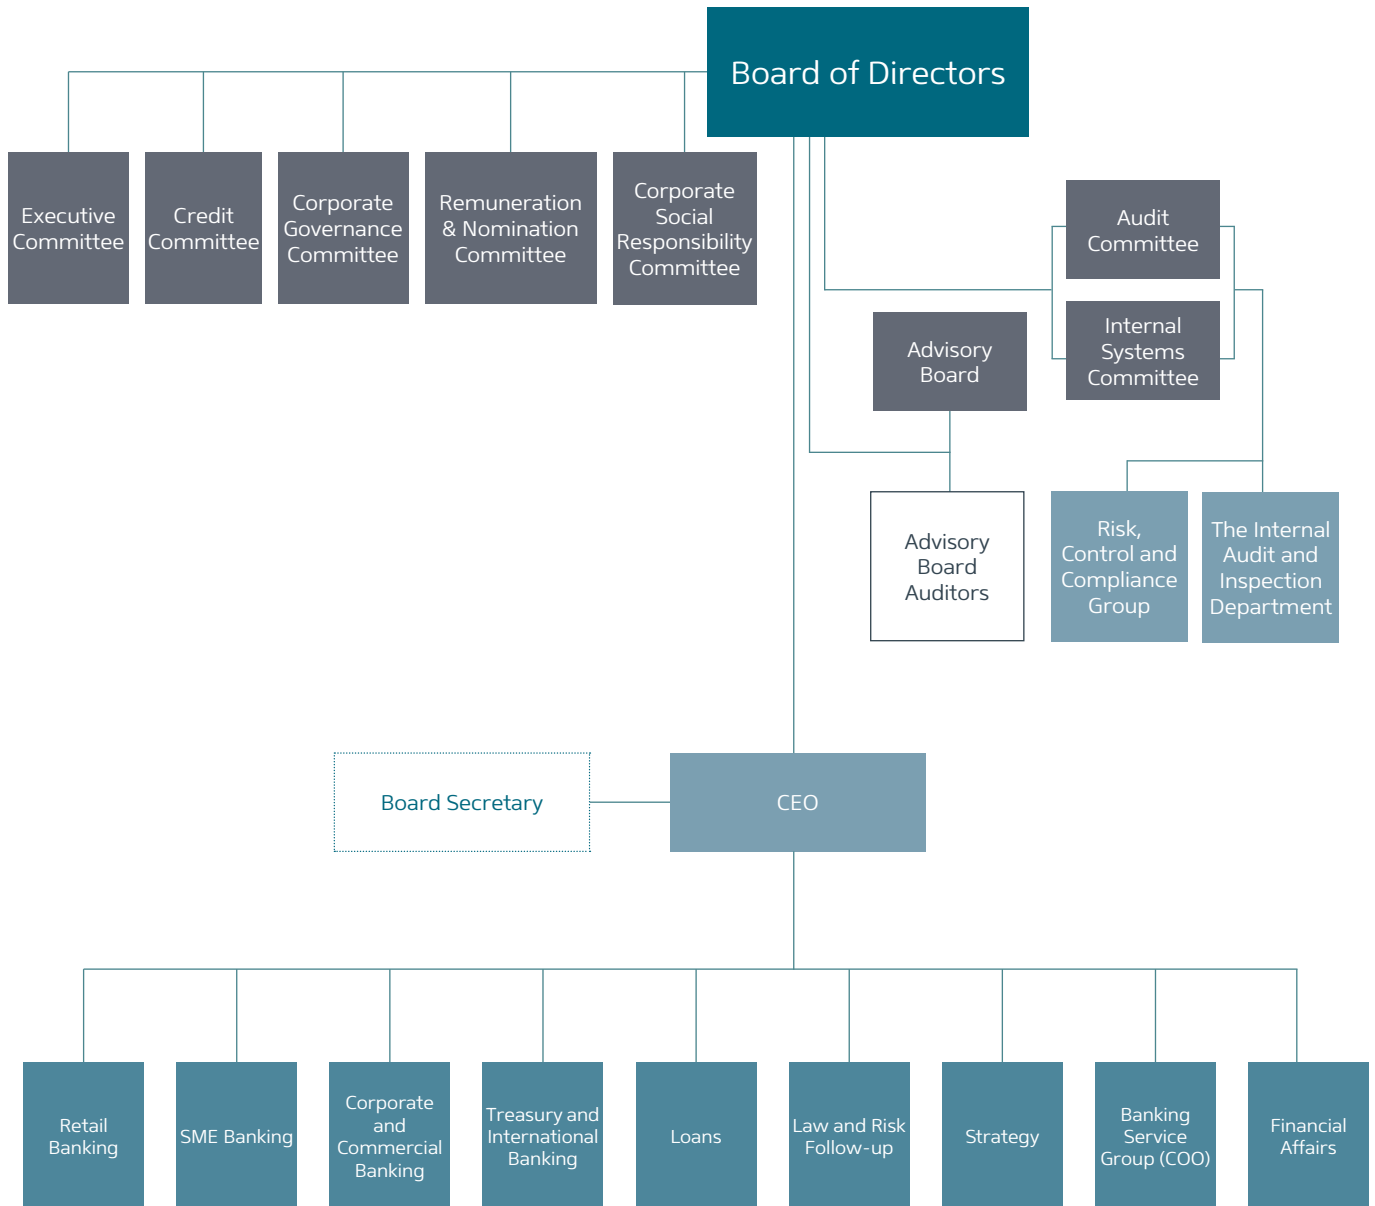 Board of Directors
Executive
Committee
Credit
Committee
Corporate
Governance
Committee
Remuneration
& Nomination
Committee
Corporate
Social
Responsibility
Committee
Audit
Committee
Internal
Systems
Committee
Advisory
Board
Advisory
Board
Auditors
Risk,
Control and
Compliance
Group
The Internal
Audit and
Inspection
Department
Board Secretary
CEO
Retail
Banking
SME Banking
Corporate
and
Commercial
Banking
Treasury and
International
Banking
Loans
Law and Risk
Follow-up
Strategy
Banking
Service
Group (COO)
Financial
Affairs